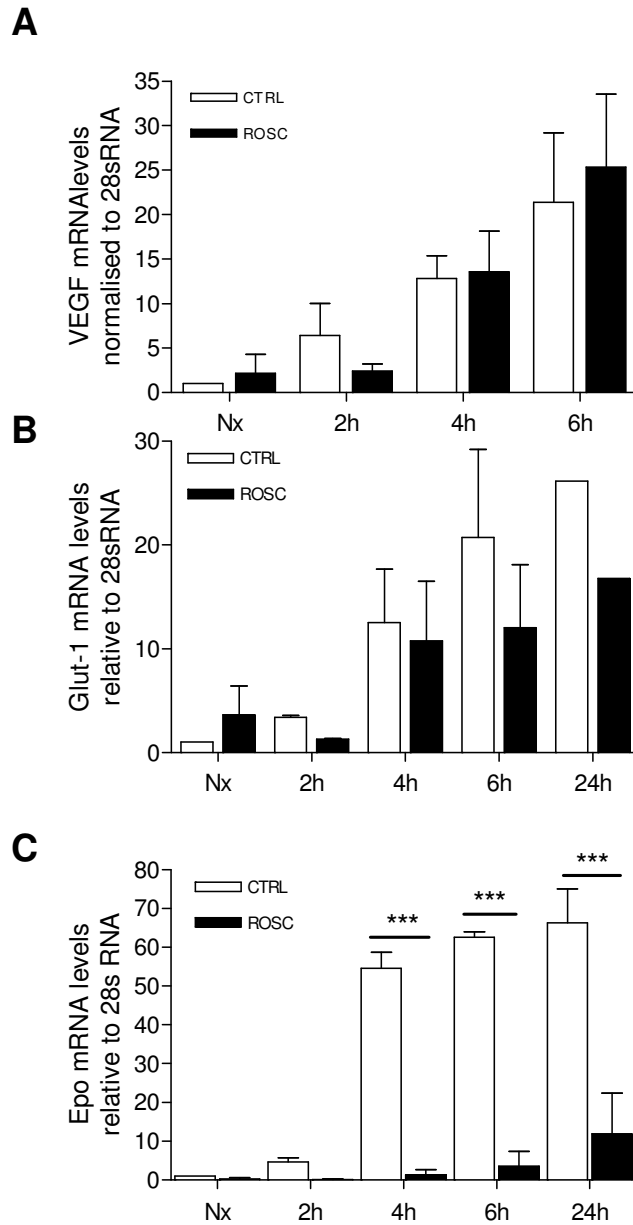 A
VEGF mRNAlevels
normalised to 28sRNA
35
30
25
20
15
10
5
0
CTRL
ROSC
Nx 2h 4h 6h
B
Glut-1 mRNA levels
relative to 28sRNA
30
20
10
0
CTRL
ROSC
Nx 2h 4h 6h 24h
C
Epo mRNA levels
relative to 28s RNA
80
70
60
50
40
30
20
10
0
CTRL
ROSC
*** *** ***
Nx 2h 4h 6h 24h